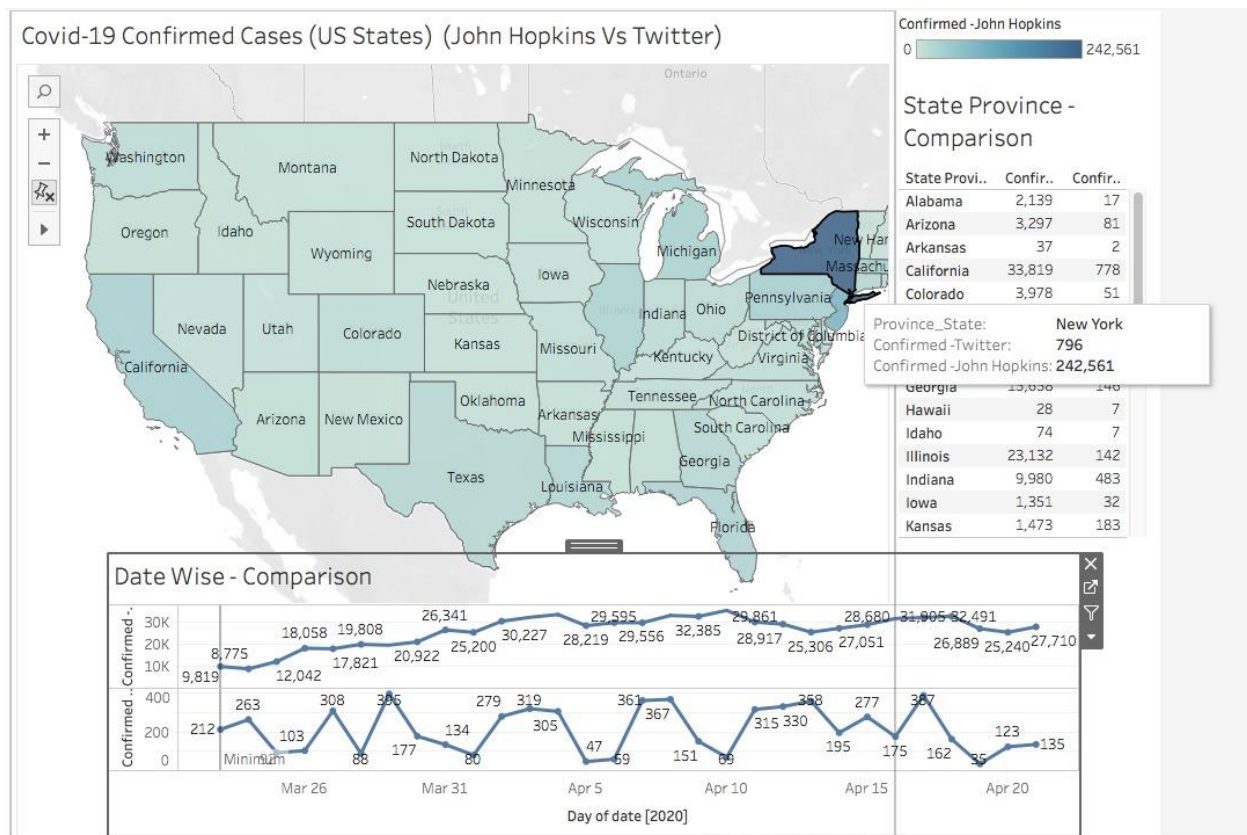 Covid-19 Confirmed Cases (US States) (John Hopkins Vs Twitter)
Confirmed -John Hopkins
0 242,561
Ontario
Washington
Montana
North Dakota
Minnesota
Oregon
Idaho
South Dakota
Wisconsin
Wyoming
Michigan
New Har
Massachu
Iowa
Nebraska
United
States
Nevada
Utah
Colorado
Kansas
Missouri
Illinois
Indiana
Ohio
Pennsylvania
District of Columbia
Kentucky
Virginia
California
Arizona
New Mexico
Oklahoma
Arkansas
Tennessee
North Carolina
South Carolina
Mississippi
Georgia
Texas
Louisiana
Florida
State Province -
Comparison
State Provi.. Confir.. Confir..
Alabama 2,139 17
Arizona 3,297 81
Arkansas 37 2
California 33,819 778
Colorado 3,978 51
Province_State: New York
Confirmed -Twitter: 796
Confirmed -John Hopkins: 242,561
Georgia 146
Hawaii 28 7
Idaho 74 7
Illinois 23,132 142
Indiana 9,980 483
Iowa 1,351 32
Kansas 1,473 183
Date Wise - Comparison
Confirmed -.
30K
20K
10K
9,819
8,775
12,042
18,058
17,821
19,808
20,922
26,341
25,200
30,227
28,219
29,595
29,556
32,385
29,861
28,917
25,306
27,051
28,680
31,905
32,491
26,889
25,240
27,710
Confirmed ..
400
200
0
212
263
Minimum
103
308
88
395
177
134
80
279
319
305
47
59
361
367
151
69
315
330
358
195
277
175
387
162
35
123
135
Mar 26
Mar 31
Apr 5
Apr 10
Apr 15
Apr 20
Day of date [2020]